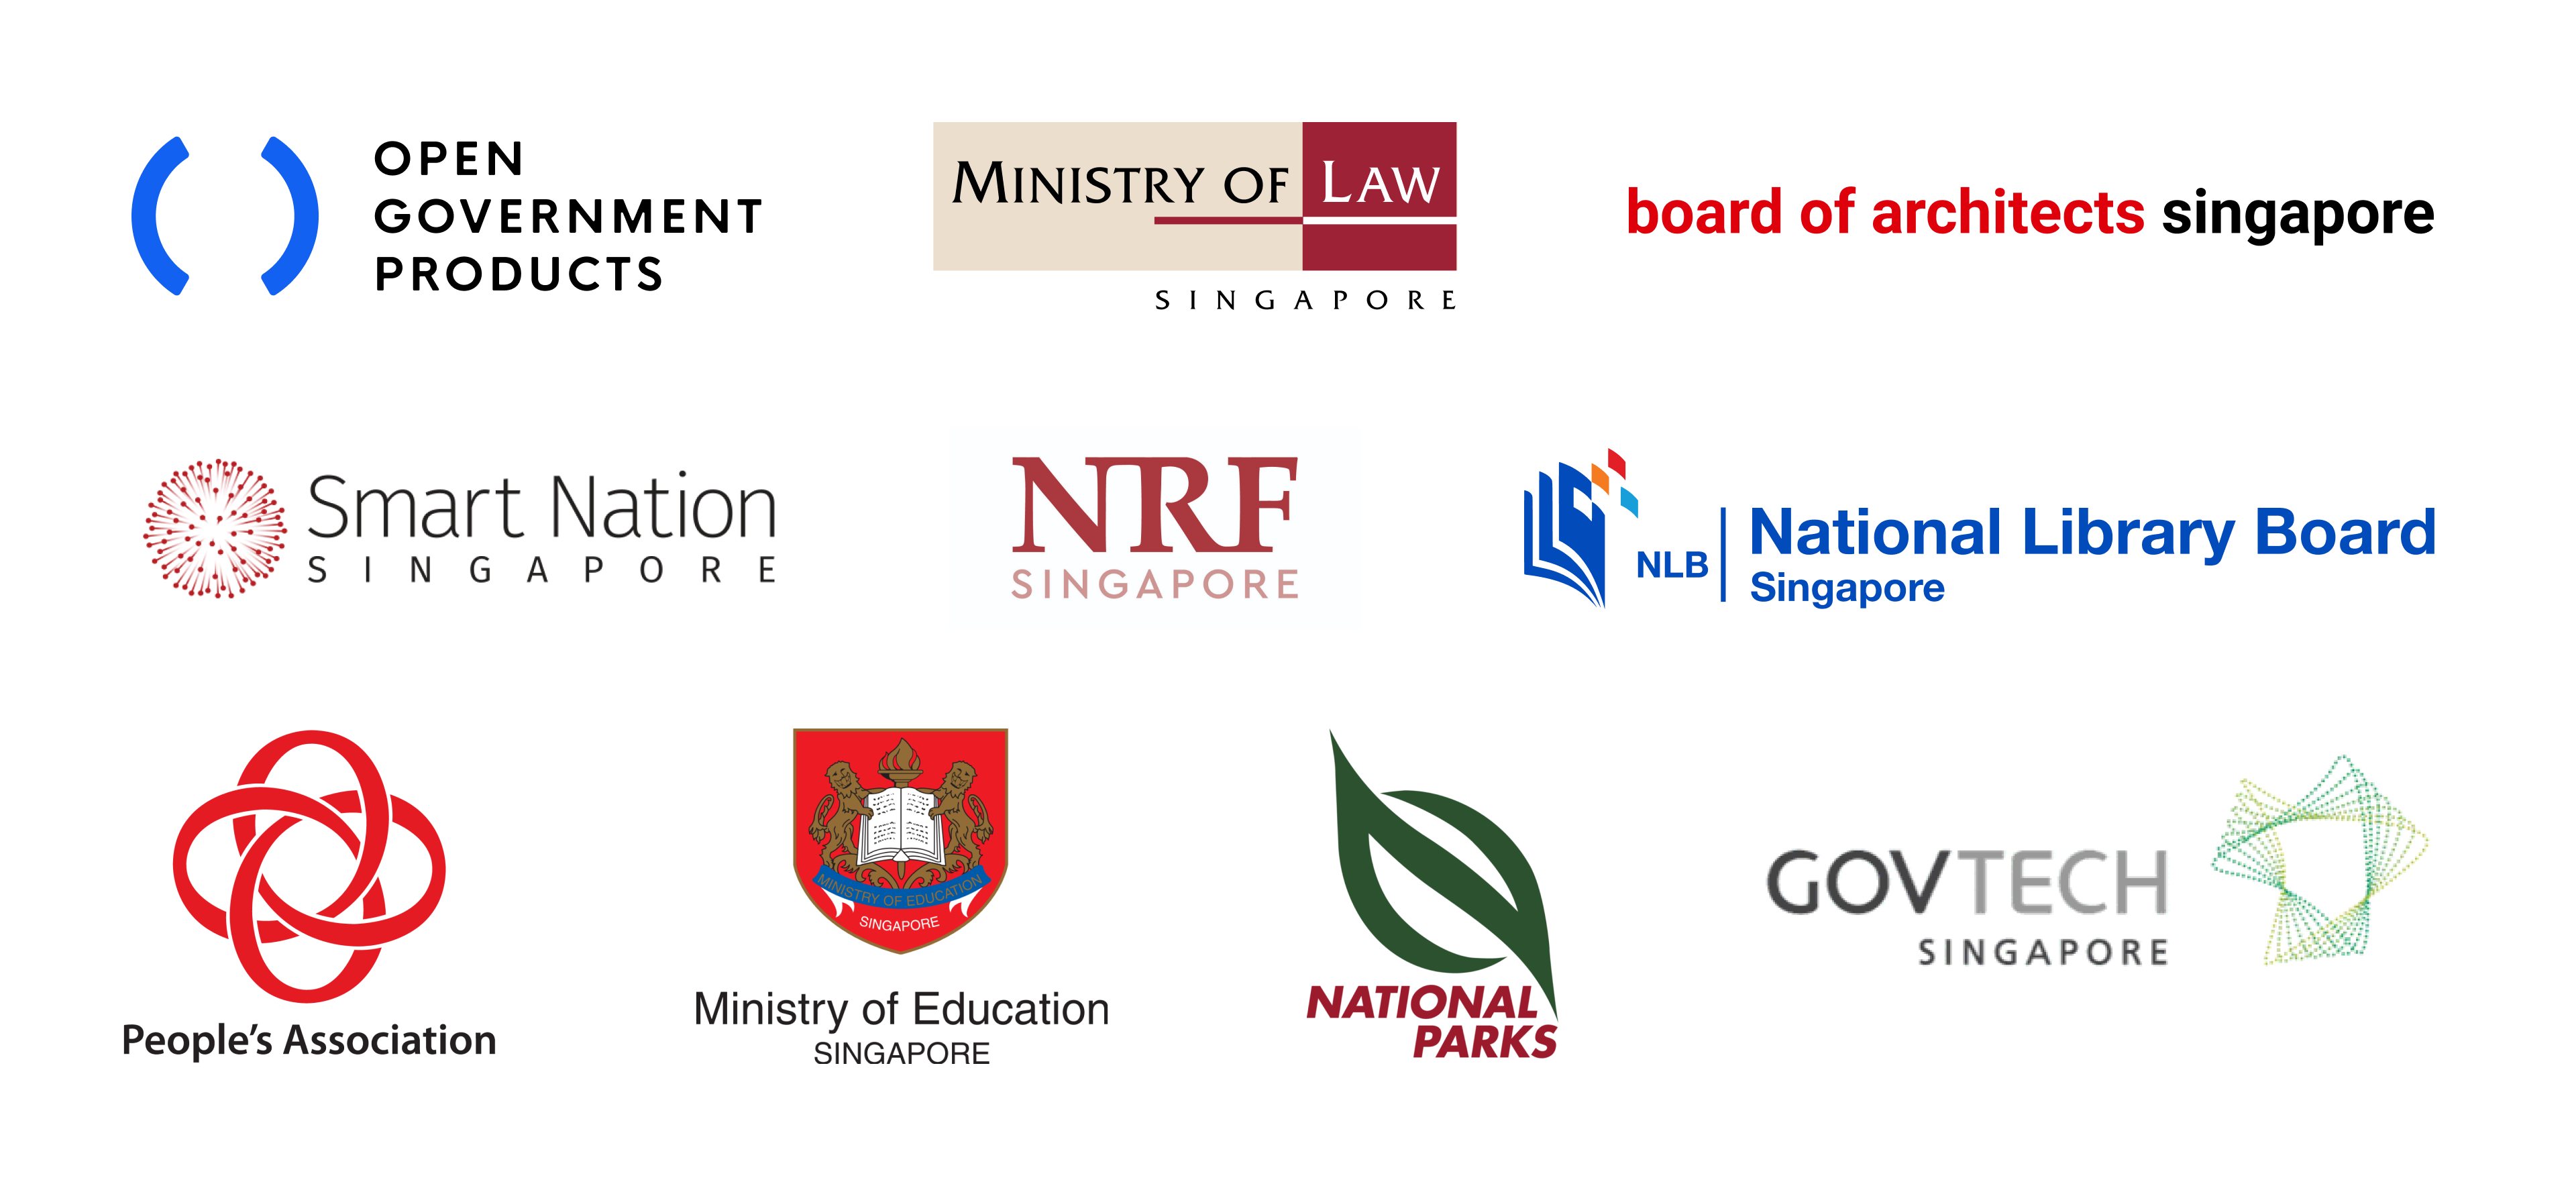 OPEN
GOVERNMENT
PRODUCTS
MINISTRY OF LAW
SINGAPORE
board of architects singapore
Smart Nation
SINGAPORE
NRF
SINGAPORE
NLB
National Library Board
Singapore
People's Association
MINISTRY OF EDUCATION
SINGAPORE
Ministry of Education
SINGAPORE
NATIONAL
PARKS
GOVTECH
SINGAPORE